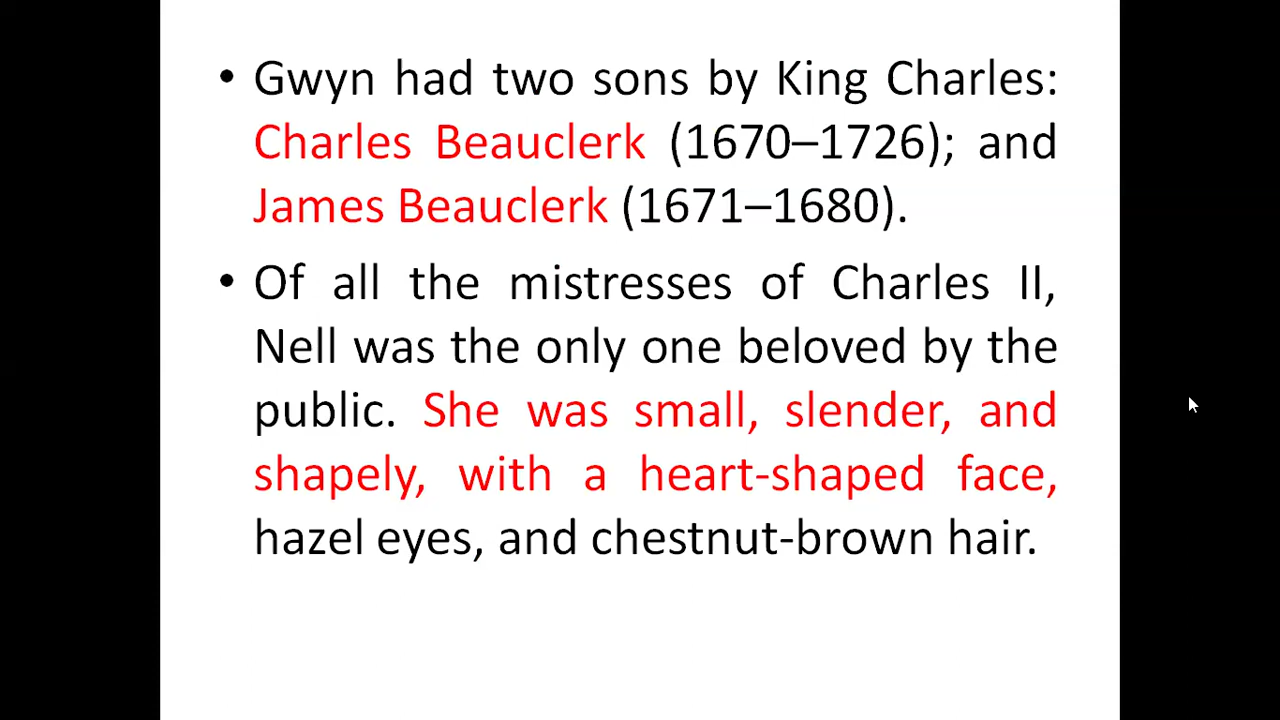 • Gwyn had two sons by King Charles:
Charles Beauclerk (1670–1726); and
James Beauclerk (1671–1680).
• Of all the mistresses of Charles II,
Nell was the only one beloved by the
public. She was small, slender, and
shapely, with a heart-shaped face,
hazel eyes, and chestnut-brown hair.